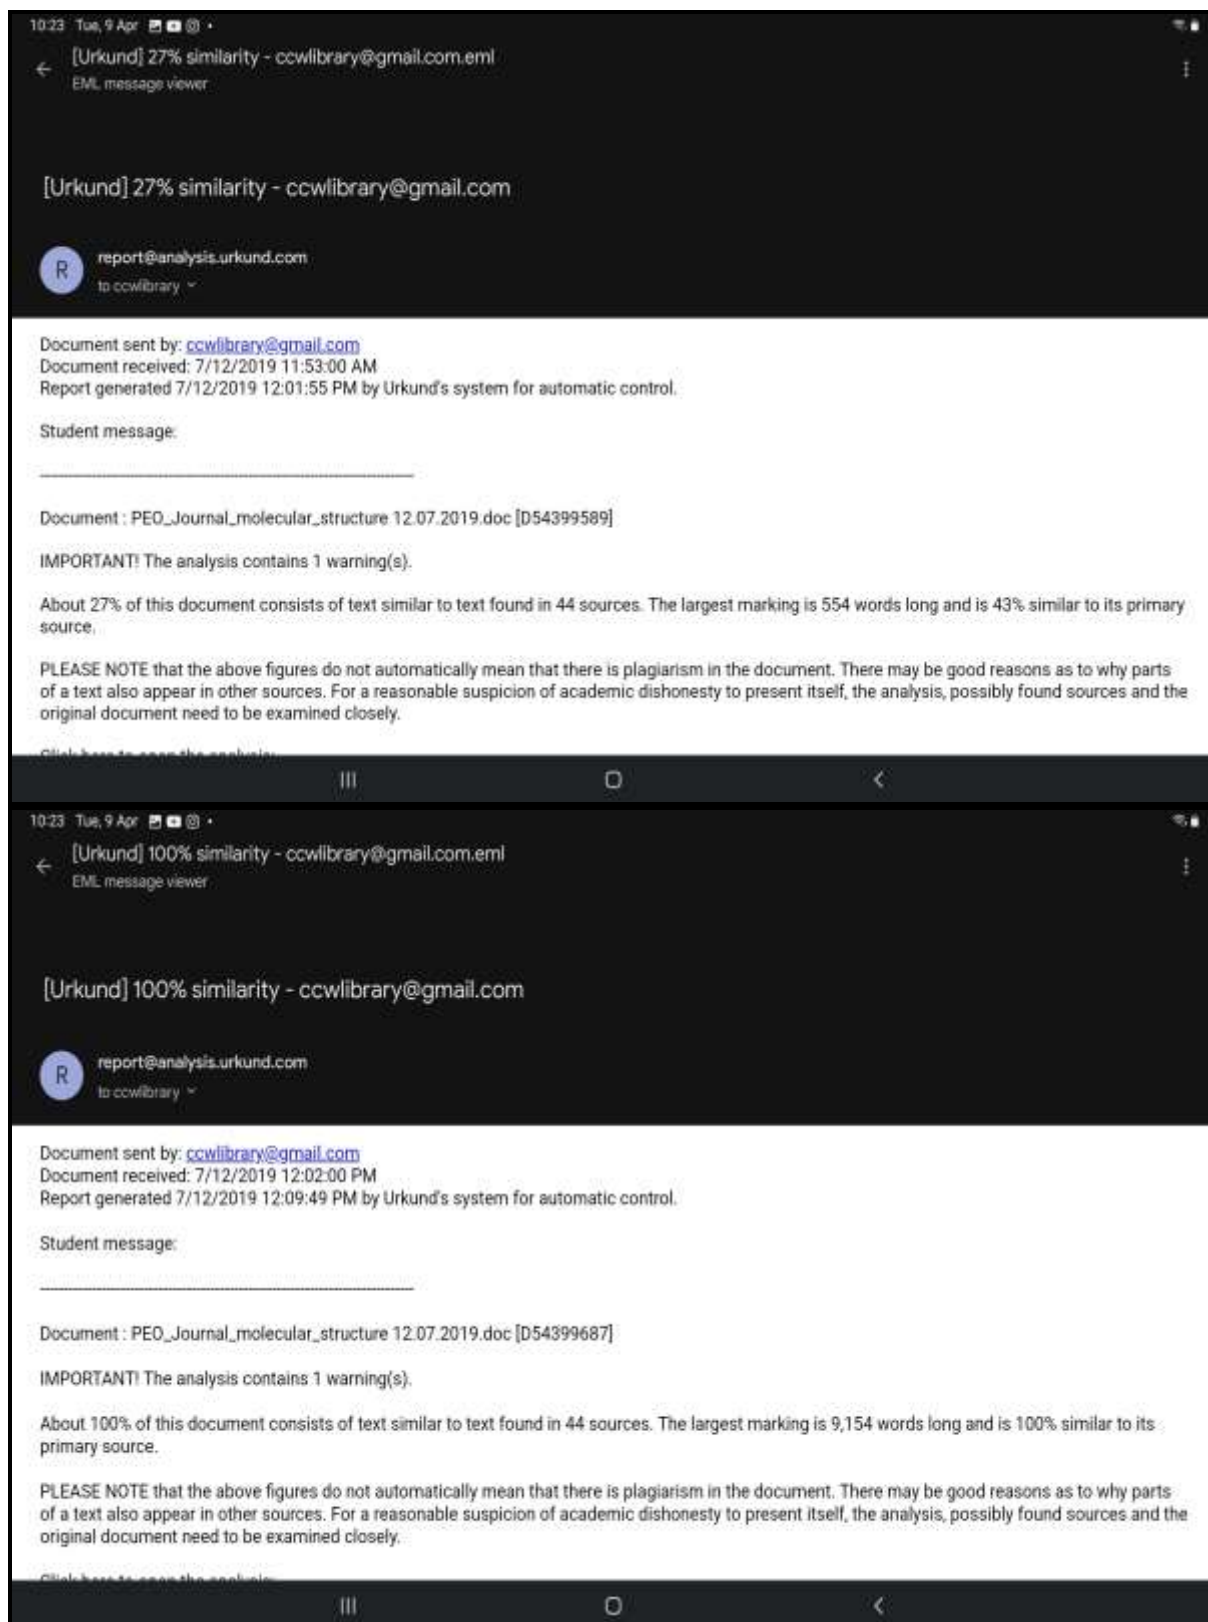 10:23 Tue, 9 Apr
[Urkund] 27% similarity - ccwlibrary@gmail.com.eml
EML message viewer
[Urkund] 27% similarity - ccwlibrary@gmail.com
R
report@analysis.urkund.com
to ccwlibrary
Document sent by: ccwlibrary@gmail.com
Document received: 7/12/2019 11:53:00 AM
Report generated 7/12/2019 12:01:55 PM by Urkund's system for automatic control.
Student message:
Document : PEO_Journal_molecular_structure 12.07.2019.doc [D54399589]
IMPORTANT! The analysis contains 1 warning(s).
About 27% of this document consists of text similar to text found in 44 sources. The largest marking is 554 words long and is 43% similar to its primary
source.
PLEASE NOTE that the above figures do not automatically mean that there is plagiarism in the document. There may be good reasons as to why parts
of a text also appear in other sources. For a reasonable suspicion of academic dishonesty to present itself, the analysis, possibly found sources and the
original document need to be examined closely.
Click here to open the analysis:
10:23 Tue, 9 Apr
[Urkund] 100% similarity - ccwlibrary@gmail.com.eml
EML message viewer
[Urkund] 100% similarity - ccwlibrary@gmail.com
R
report@analysis.urkund.com
to ccwlibrary
Document sent by: ccwlibrary@gmail.com
Document received: 7/12/2019 12:02:00 PM
Report generated 7/12/2019 12:09:49 PM by Urkund's system for automatic control.
Student message:
Document : PEO_Journal_molecular_structure 12.07.2019.doc [D54399687]
IMPORTANT! The analysis contains 1 warning(s).
About 100% of this document consists of text similar to text found in 44 sources. The largest marking is 9,154 words long and is 100% similar to its
primary source.
PLEASE NOTE that the above figures do not automatically mean that there is plagiarism in the document. There may be good reasons as to why parts
of a text also appear in other sources. For a reasonable suspicion of academic dishonesty to present itself, the analysis, possibly found sources and the
original document need to be examined closely.
Click here to open the analysis: